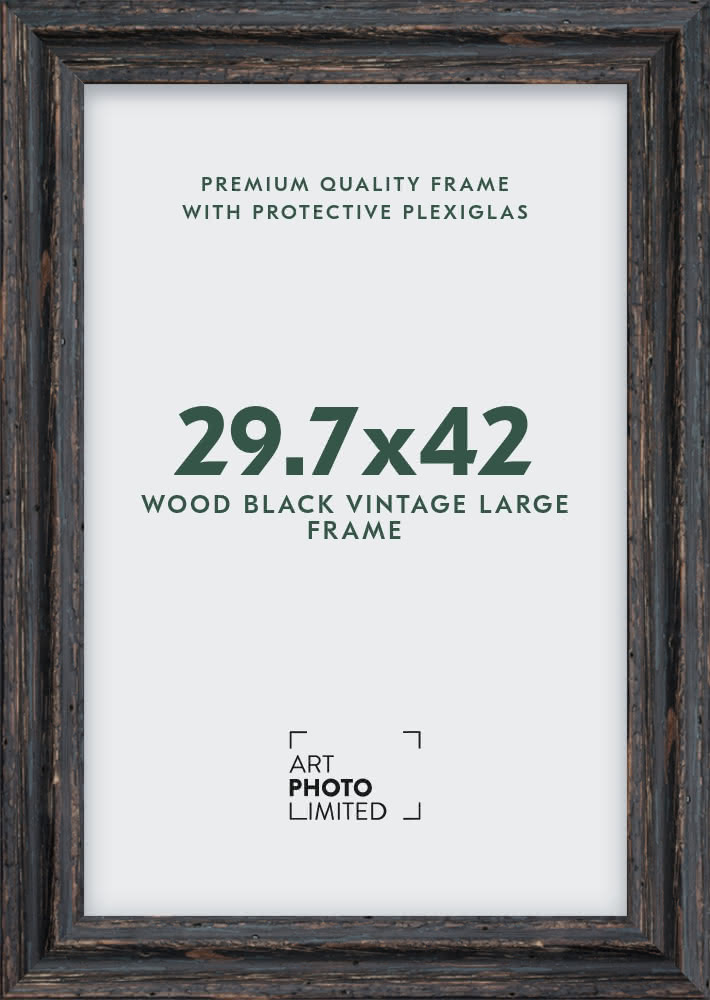 PREMIUM QUALITY FRAME
WITH PROTECTIVE PLEXIGLAS
29.7x42
WOOD BLACK VINTAGE LARGE
FRAME
ART
PHOTO
LIMITED